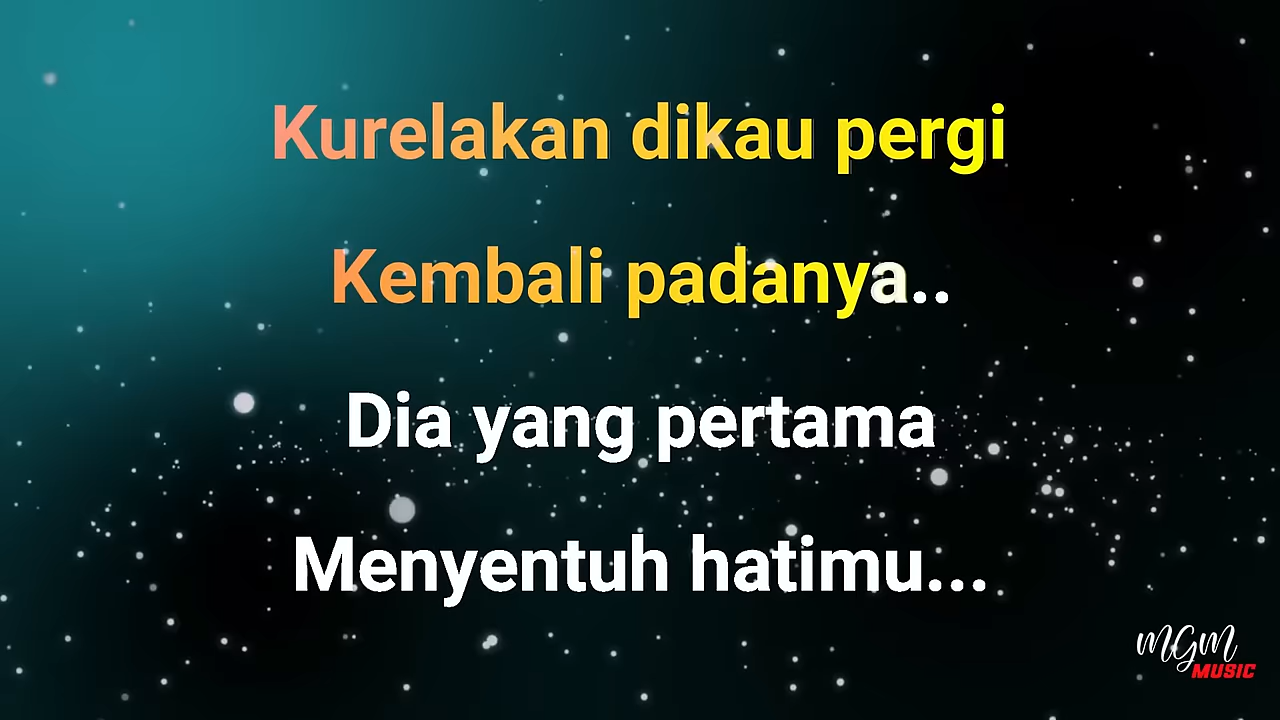 Kurelakan dikau pergi
Kembali padanya..
Dia yang pertama
Menyentuh hatimu...
MGM
MUSIC